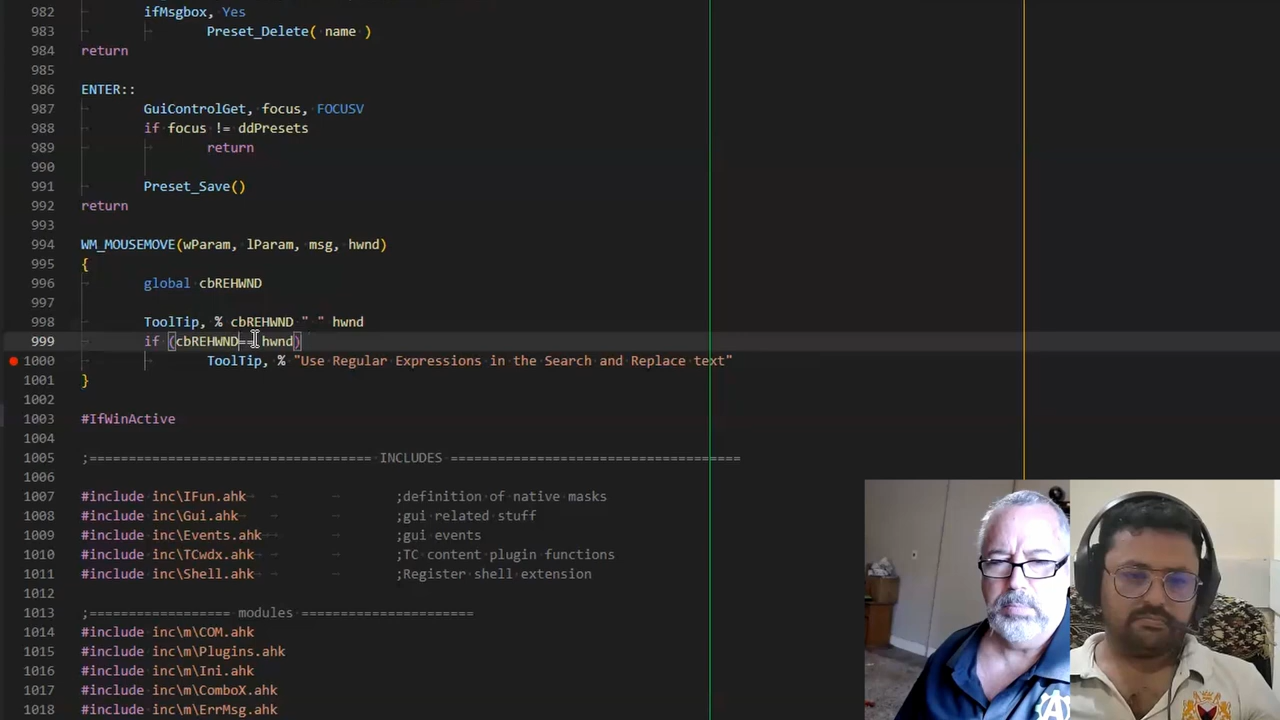 982 ifMsgbox, Yes
983 Preset_Delete( name )
984 return
985
986 ENTER::
987 GuiControlGet, focus, FOCUSV
988 if focus != ddPresets
989 return
990
991 Preset_Save()
992 return
993
994 WM_MOUSEMOVE(wParam, lParam, msg, hwnd)
995 {
996 global cbREHWND
997
998 ToolTip, % cbREHWND " " hwnd
999 if (cbREHWND== hwnd)
1000 ToolTip, % "Use Regular Expressions in the Search and Replace text"
1001 }
1002
1003 #IfWinActive
1004
1005 ;================================= INCLUDES ==================================
1006
1007 #include inc\IFun.ahk ;definition of native masks
1008 #include inc\Gui.ahk ;gui related stuff
1009 #include inc\Events.ahk ;gui events
1010 #include inc\TCwdx.ahk ;TC content plugin functions
1011 #include inc\Shell.ahk ;Register shell extension
1012
1013 ;================== modules ======================
1014 #include inc\m\COM.ahk
1015 #include inc\m\Plugins.ahk
1016 #include inc\m\Ini.ahk
1017 #include inc\m\ComboX.ahk
1018 #include inc\m\ErrMsg.ahk